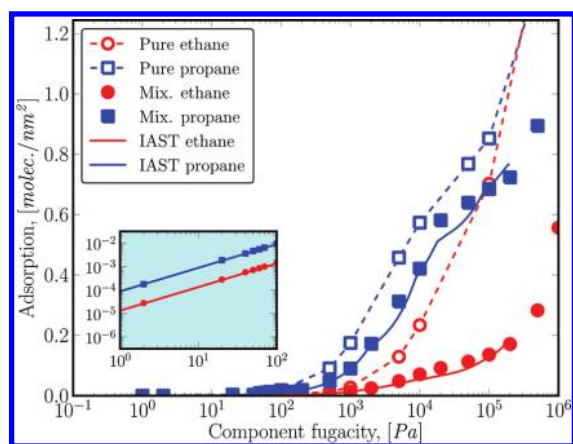 1.2
1.0
0.8
0.6
0.4
0.2
0.0
Adsorption, [molec./nm²]
Pure ethane
Pure propane
Mix. ethane
Mix. propane
IAST ethane
IAST propane
10⁻²
10⁻³
10⁻⁴
10⁻⁵
10⁻⁶
10⁰ 10¹ 10²
10⁻¹ 10⁰ 10¹ 10² 10³ 10⁴ 10⁵ 10⁶
Component fugacity, [Pa]